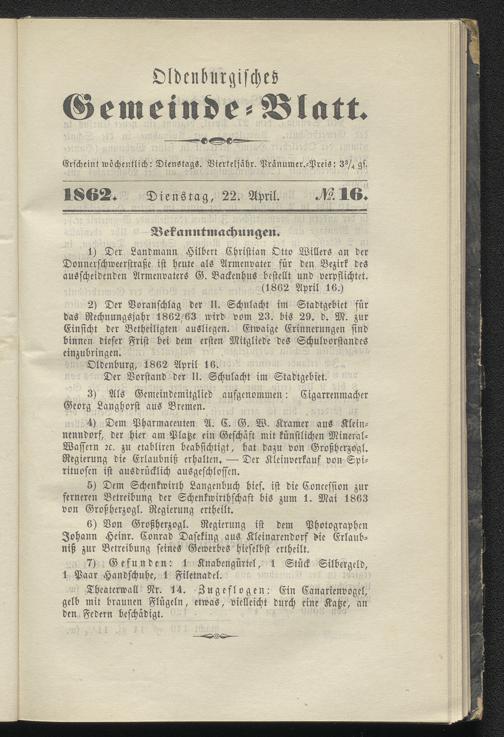 Oldenburgisches
Gemeinde-Blatt.
Erscheint wöchentlich: Dienstags. Vierteljähr. Pränumer.-Preis: 3¾ gs.
1862. Dienstag, 22. April. №. 16.
Bekanntmachungen.
1) Der Landmann Hilbert Christian Otto Willers an der
Donnerschweerstraße ist heute als Armenvater für den Bezirk des
ausscheidenden Armenvaters G. Backenhus bestellt und verpflichtet.
(1862 April 16.)
2) Der Voranschlag der II. Schulacht im Stadtgebiet für
das Rechnungsjahr 1862/63 wird vom 23. bis 29. d. M. zur
Einsicht der Betheiligten ausliegen. Etwaige Erinnerungen sind
binnen dieser Frist bei dem ersten Mitgliede des Schulvorstandes
einzubringen.
Oldenburg, 1862 April 16.
Der Vorstand der II. Schulacht im Stadtgebiet.
3) Als Gemeindemitglied aufgenommen: Cigarrenmacher
Georg Langhorst aus Bremen.
4) Dem Pharmaceuten A. C. G. W. Kramer aus Klein-
nenndorf, der hier am Platze ein Geschäft mit künstlichen Mineral-
Wassern ꝛc. zu etabliren beabsichtigt, hat dazu von Großherzogl.
Regierung die Erlaubniß erhalten. — Der Kleinverkauf von Spi-
rituosen ist ausdrücklich ausgeschlossen.
5) Dem Schenkwirth Langenbuch hies. ist die Concession zur
ferneren Betreibung der Schenkwirthschaft bis zum 1. Mai 1863
von Großherzogl. Regierung ertheilt.
6) Von Großherzogl. Regierung ist dem Photographen
Johann Heinr. Conrad Daseking aus Kleinarendorf die Erlaub-
niß zur Betreibung seines Gewerbes hieselbst ertheilt.
7) Gefunden: 1 Knabengürtel, 1 Stück Silbergeld,
1 Paar Handschuhe, 1 Filetnadel.
Theaterwall Nr. 14. Zugeflogen: Ein Canarienvogel,
gelb mit braunen Flügeln, etwas, vielleicht durch eine Katze, an
den Federn beschädigt.